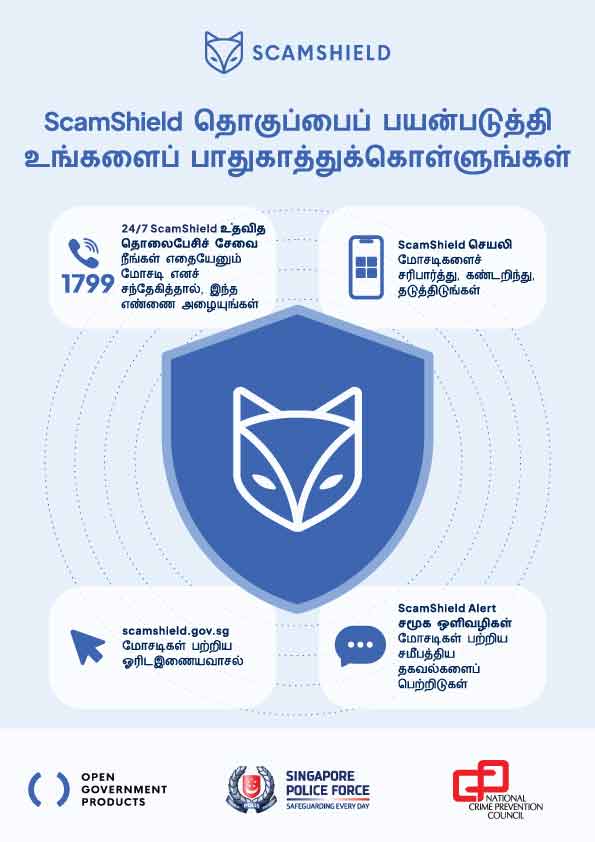 SCAMSHIELD
ScamShield தொகுப்பைப் பயன்படுத்தி
உங்களைப் பாதுகாத்துக்கொள்ளுங்கள்
1799
24/7 ScamShield உதவித
தொலைபேசிச் சேவை
நீங்கள் எதையேனும்
மோசடி எனச்
சந்தேகித்தால், இந்த
எண்ணை அழையுங்கள்
ScamShield செயலி
மோசடிகளைச்
சரிபார்த்து, கண்டறிந்து,
தடுத்திடுங்கள்
scamshield.gov.sg
மோசடிகள் பற்றிய
ஓரிடஇணையவாசல்
ScamShield Alert
சமூக ஒளிவழிகள்
மோசடிகள் பற்றிய
சமீபத்திய
தகவல்களைப்
பெற்றிடுகள்
OPEN
GOVERNMENT
PRODUCTS
POLIS
SINGAPORE
POLICE FORCE
SAFEGUARDING EVERY DAY
NATIONAL
CRIME PREVENTION
COUNCIL